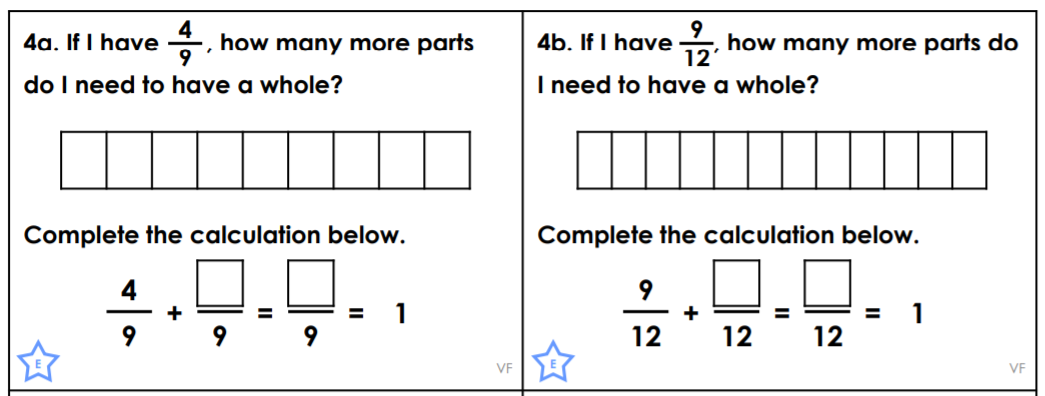 4a. If I have 4/9, how many more parts
do I need to have a whole?
Complete the calculation below.
4/9 + □/9 = □/9 = 1
E
VF
4b. If I have 9/12, how many more parts do
I need to have a whole?
Complete the calculation below.
9/12 + □/12 = □/12 = 1
E
VF